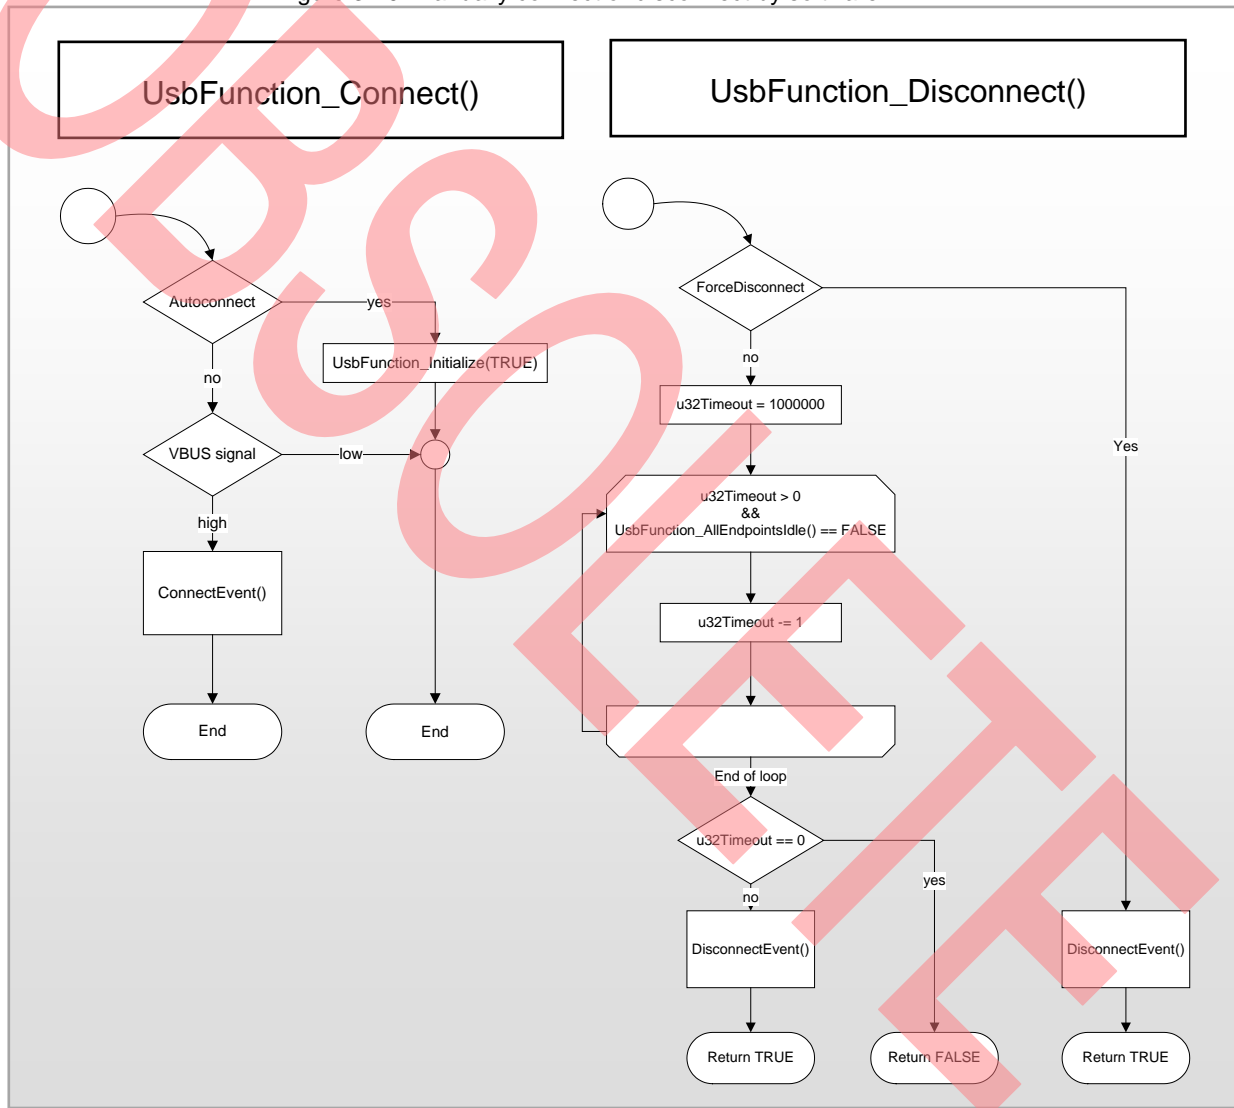 UsbFunction_Connect()
UsbFunction_Disconnect()
Autoconnect
yes
UsbFunction_Initialize(TRUE)
no
VBUS signal
low
high
ConnectEvent()
End
End
ForceDisconnect
no
Yes
u32Timeout = 1000000
u32Timeout > 0
&&
UsbFunction_AllEndpointsIdle() == FALSE
u32Timeout -= 1
End of loop
u32Timeout == 0
yes
no
DisconnectEvent()
DisconnectEvent()
Return TRUE
Return FALSE
Return TRUE
OBSOLETE